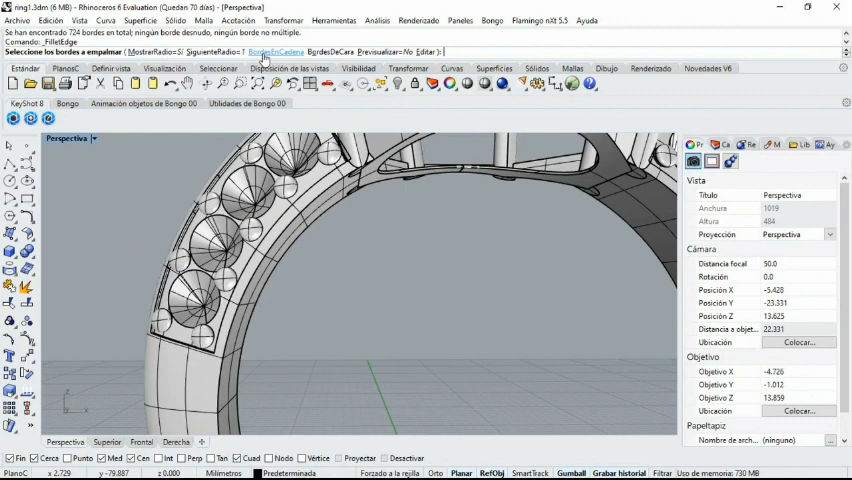 ring1.3dm (6 MB) - Rhinoceros 6 Evaluation (Quedan 70 días) - [Perspectiva]
Archivo Edición Vista Curva Superficie Sólido Malla Acotación Transformar Herramientas Análisis Renderizado Paneles Bongo Flamingo nXt 5.5 Ayuda
Se han encontrado 724 bordes en total; ningún borde desnudo, ningún borde no múltiple.
Comando: _FilletEdge
Seleccione los bordes a empalmar ( MostrarRadio=Sí SiguienteRadio=1 BordesEnCadena BordesDeCara Previsualizar=No Editar ):
Estándar PlanosC Definir vista Visualización Seleccionar Disposición de las vistas Visibilidad Transformar Curvas Superficies Sólidos Mallas Dibujo Renderizado Novedades V6
KeyShot 8 Bongo Animación objetos de Bongo 00 Utilidades de Bongo 00
Perspectiva
Pr Ca Re M Lib Ay
Vista
Título Perspectiva
Anchura 1019
Altura 484
Proyección Perspectiva
Cámara
Distancia focal 50.0
Rotación 0.0
Posición X -5.428
Posición Y -23.331
Posición Z 13.625
Distancia a objet... 22.331
Ubicación Colocar...
Objetivo
Objetivo X -4.726
Objetivo Y -1.012
Objetivo Z 13.859
Ubicación Colocar...
Papeltapiz
Nombre de arch... (ninguno) ...
z
x
Perspectiva Superior Frontal Derecha
Fin Cerca Punto Med Cen Int Perp Tan Cuad Nodo Vértice Proyectar Desactivar
PlanoC x 2.729 y -79.887 z 0.000 Milímetros Predeterminada Forzado a la rejilla Orto Planar RefObj SmartTrack Gumball Grabar historial Filtrar Uso de memoria: 730 MB